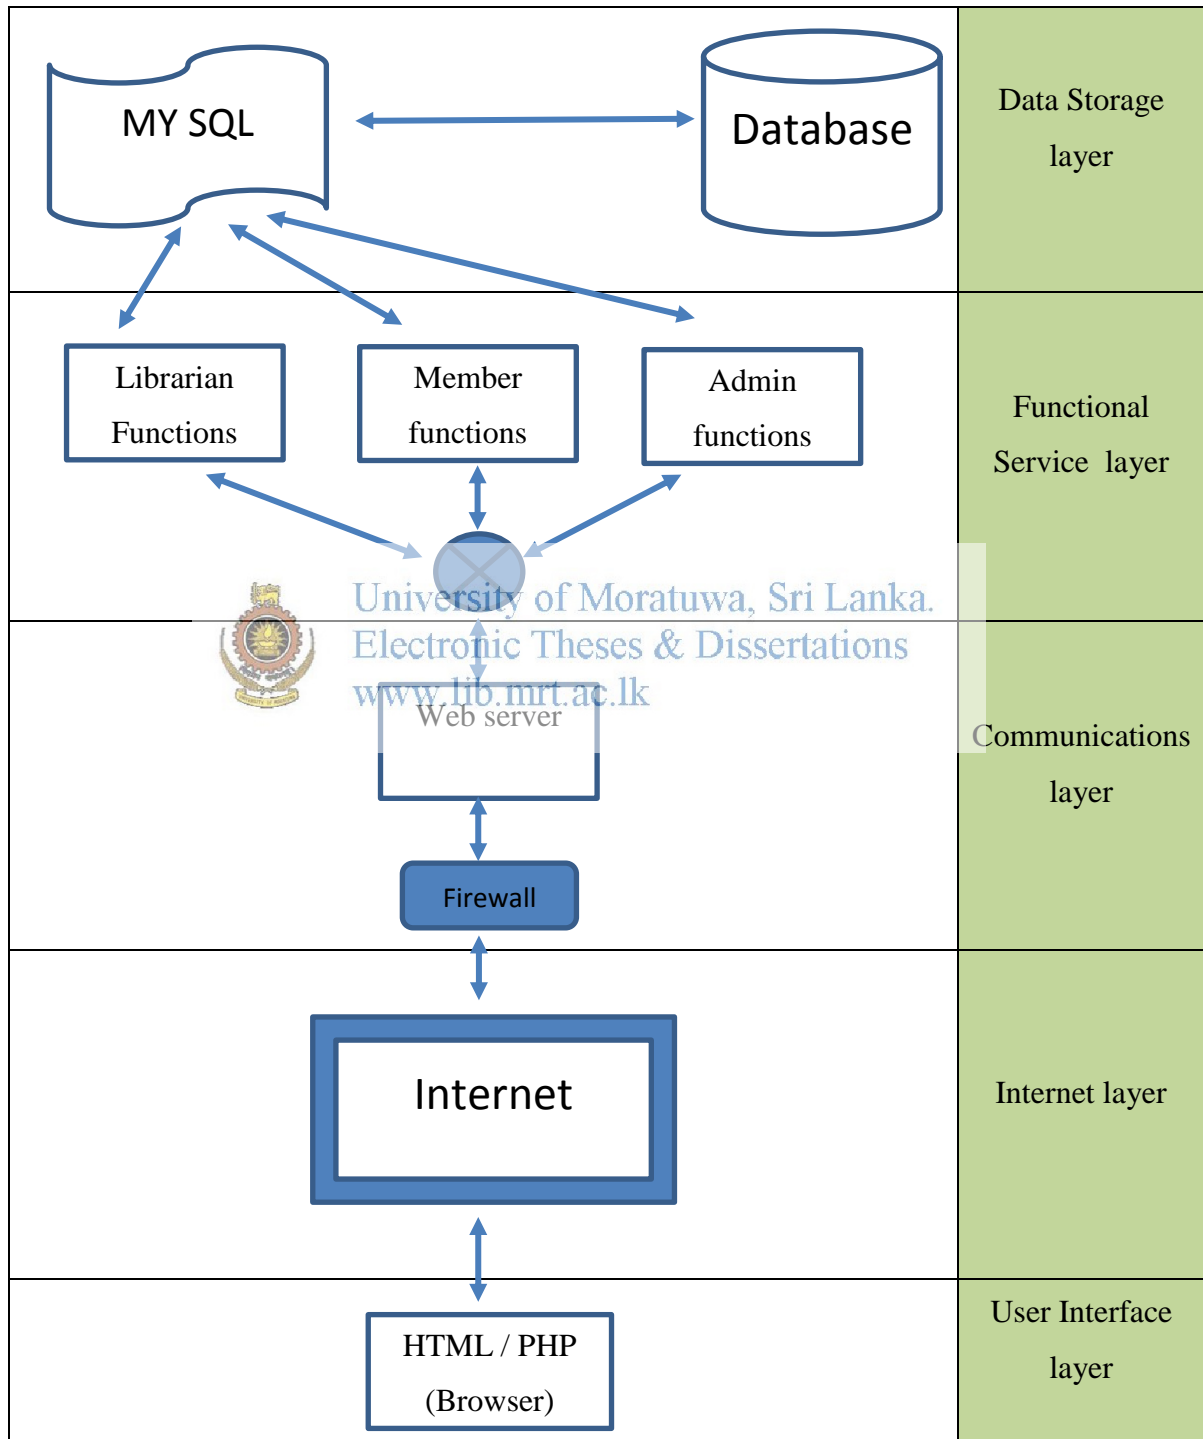 MY SQL
Database
Data Storage
layer
Librarian
Functions
Member
functions
Admin
functions
Functional
Service layer
University of Moratuwa, Sri Lanka.
Electronic Theses & Dissertations
www.lib.mrt.ac.lk
Web server
Communications
layer
Firewall
Internet
Internet layer
HTML / PHP
(Browser)
User Interface
layer